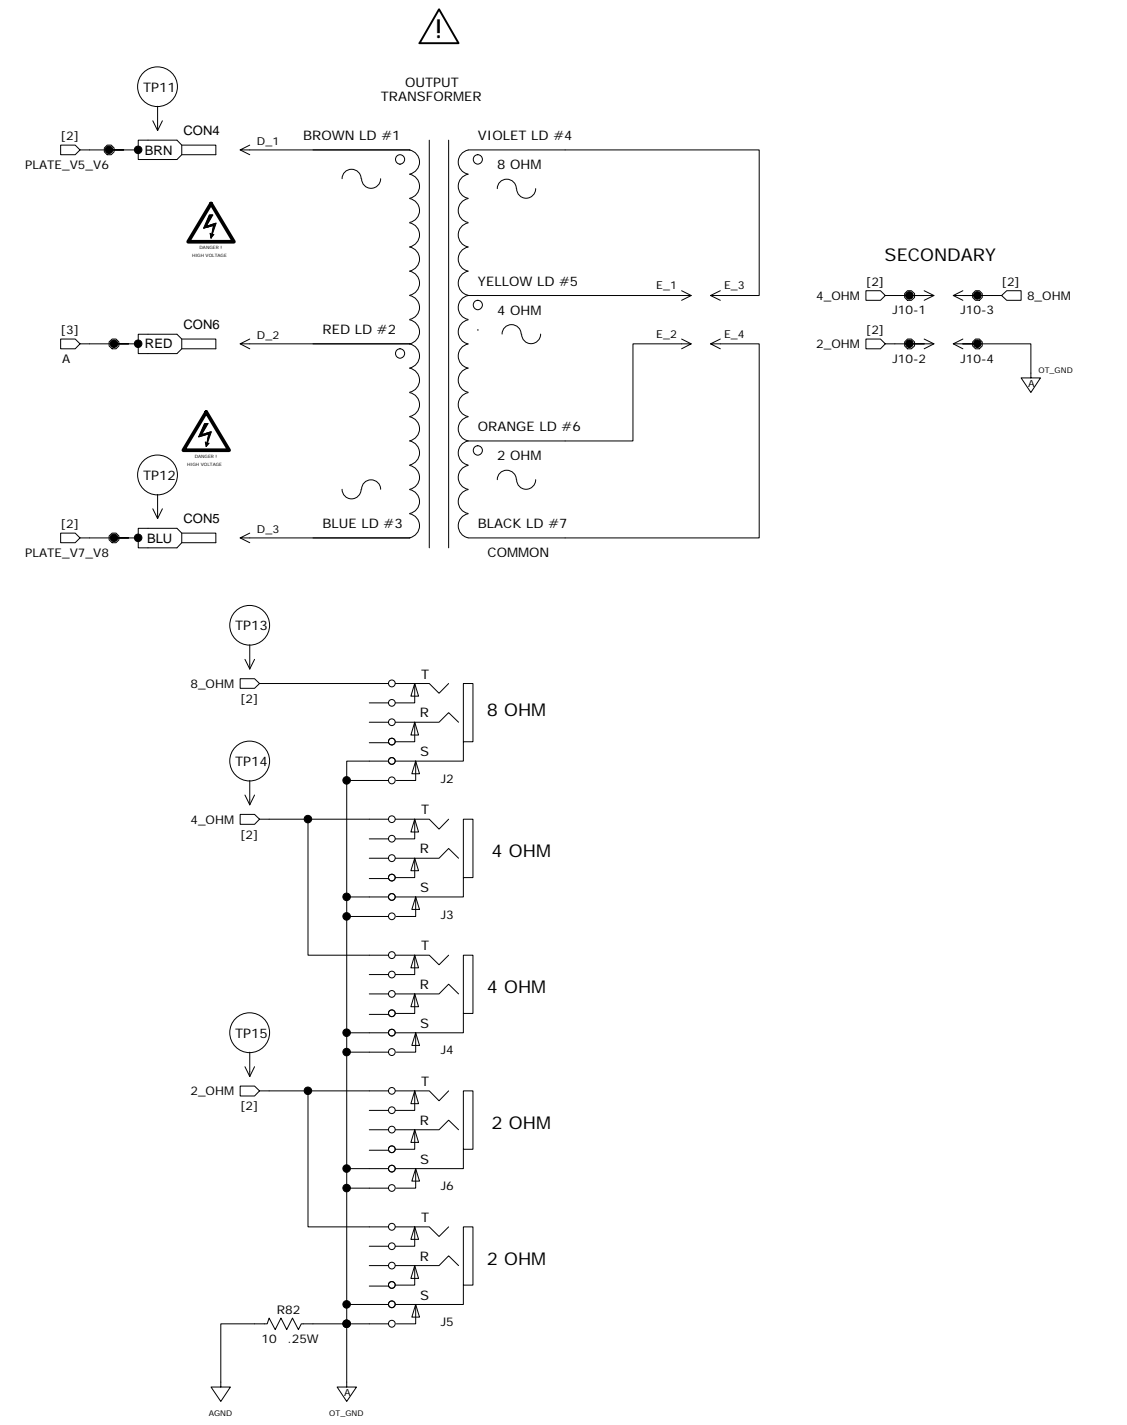 !
OUTPUT
TRANSFORMER
TP11
[2]
PLATE_V5_V6
BRN
CON4
D_1
BROWN LD #1
VIOLET LD #4
8 OHM
DANGER !
HIGH VOLTAGE
YELLOW LD #5
E_1
E_3
4 OHM
SECONDARY
[2]
4_OHM
J10-1
[2]
8_OHM
J10-3
[2]
2_OHM
J10-2
J10-4
A
OT_GND
[3]
A
RED
CON6
D_2
RED LD #2
E_2
E_4
DANGER !
HIGH VOLTAGE
ORANGE LD #6
2 OHM
TP12
[2]
PLATE_V7_V8
BLU
CON5
D_3
BLUE LD #3
BLACK LD #7
COMMON
TP13
8_OHM
[2]
T
R
S
J2
8 OHM
TP14
4_OHM
[2]
T
R
S
J3
4 OHM
T
R
S
J4
4 OHM
TP15
2_OHM
[2]
T
R
S
J6
2 OHM
T
R
S
J5
2 OHM
R82
10 .25W
AGND
A
OT_GND